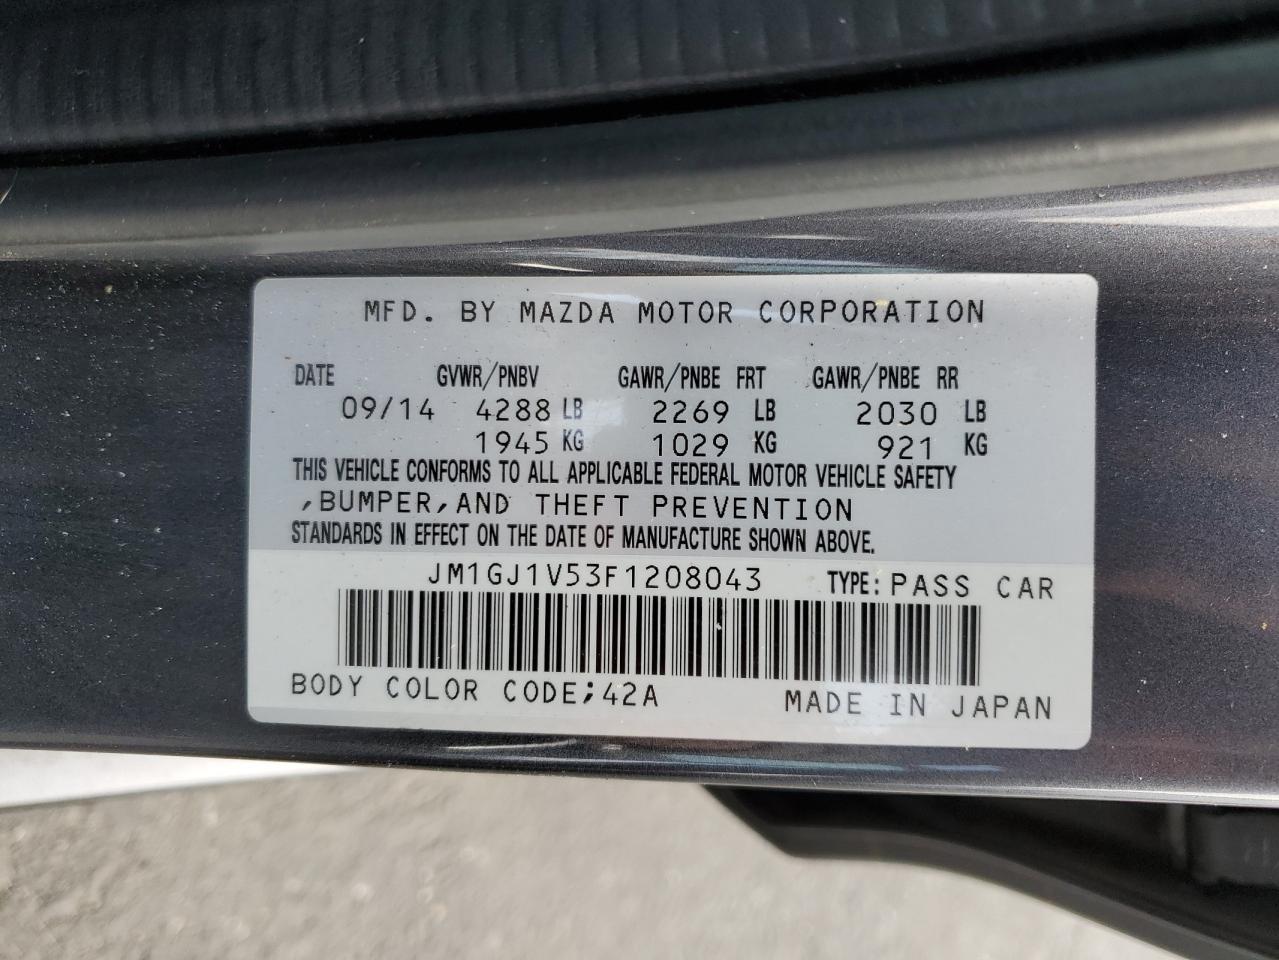 MFD. BY MAZDA MOTOR CORPORATION
DATE GVWR/PNBV GAWR/PNBE FRT GAWR/PNBE RR
09/14 4288 LB 2269 LB 2030 LB
1945 KG 1029 KG 921 KG
THIS VEHICLE CONFORMS TO ALL APPLICABLE FEDERAL MOTOR VEHICLE SAFETY
,BUMPER,AND THEFT PREVENTION
STANDARDS IN EFFECT ON THE DATE OF MANUFACTURE SHOWN ABOVE.
JM1GJ1V53F1208043 TYPE: PASS CAR
BODY COLOR CODE;42A MADE IN JAPAN